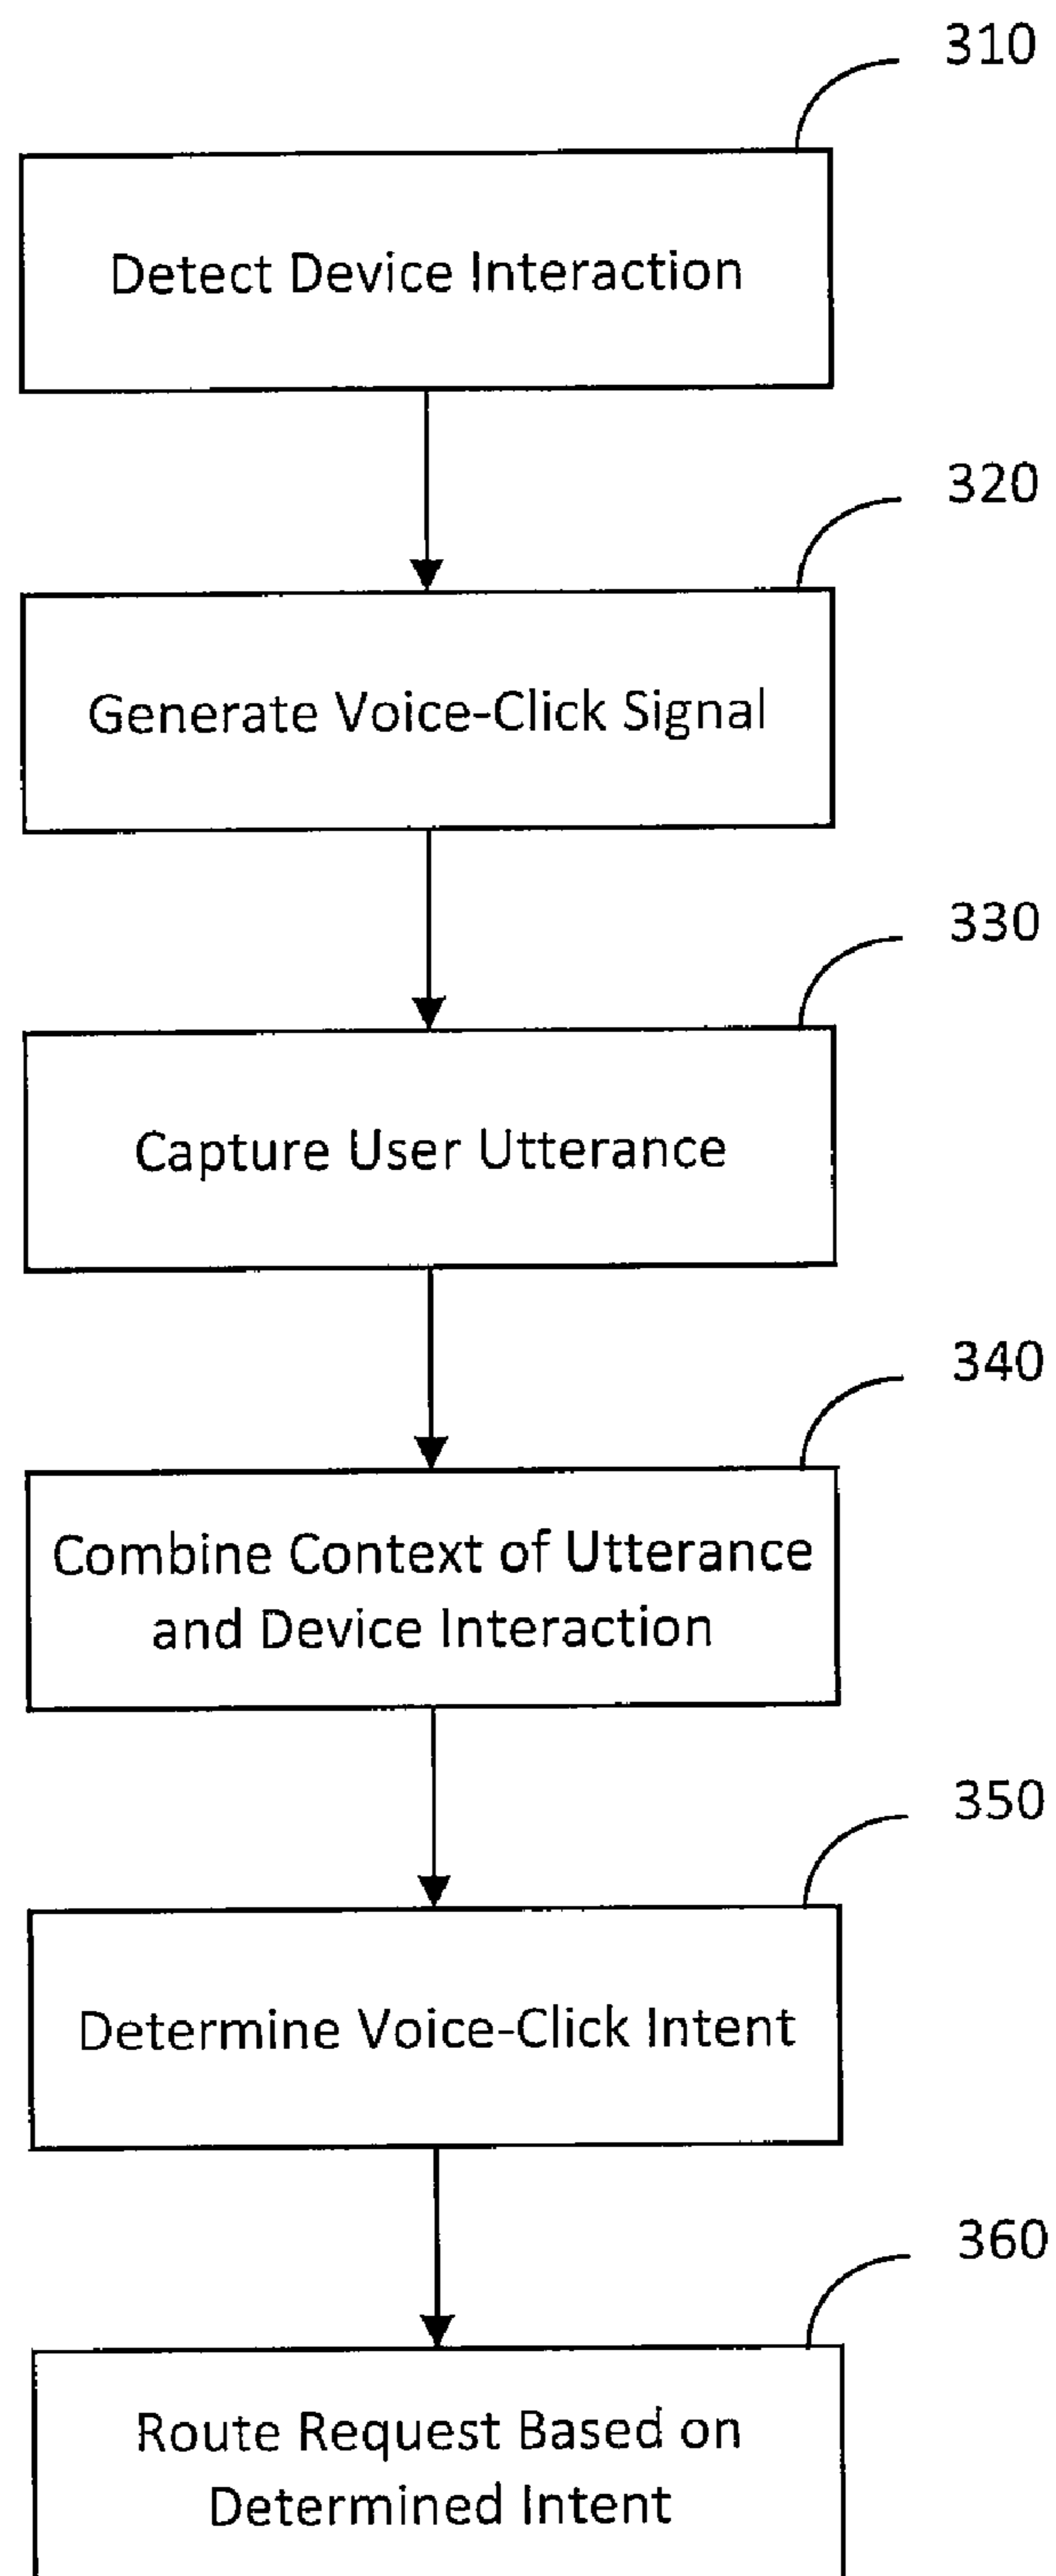 310
Detect Device Interaction
320
Generate Voice-Click Signal
330
Capture User Utterance
340
Combine Context of Utterance
and Device Interaction
350
Determine Voice-Click Intent
360
Route Request Based on
Determined Intent